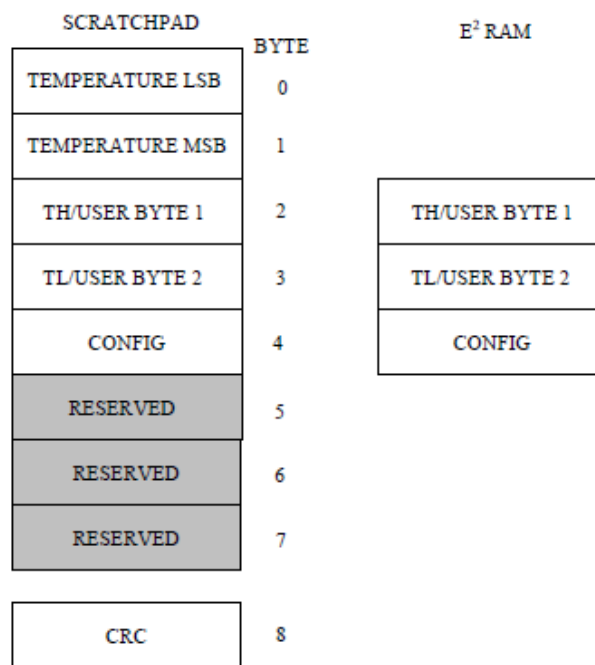 SCRATCHPAD
BYTE
E² RAM
TEMPERATURE LSB 0
TEMPERATURE MSB 1
TH/USER BYTE 1 2 TH/USER BYTE 1
TL/USER BYTE 2 3 TL/USER BYTE 2
CONFIG 4 CONFIG
RESERVED 5
RESERVED 6
RESERVED 7
CRC 8